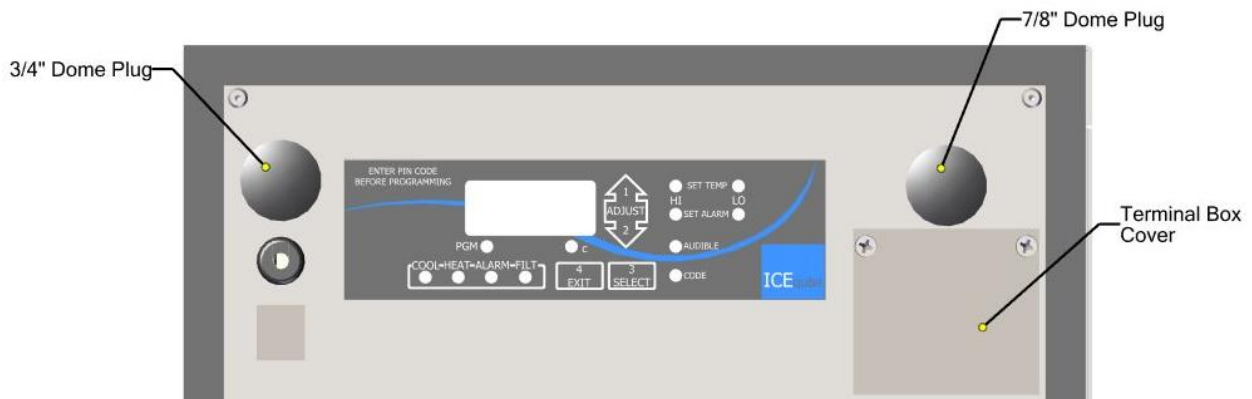 7/8" Dome Plug
3/4" Dome Plug
ENTER PIN CODE
BEFORE PROGRAMMING
1
ADJUST
2
SET TEMP
HI LO
SET ALARM
PGM
c
AUDIBLE
COOL-HEAT-ALARM-FILT
4
EXIT
3
SELECT
CODE
ICE qube
Terminal Box
Cover